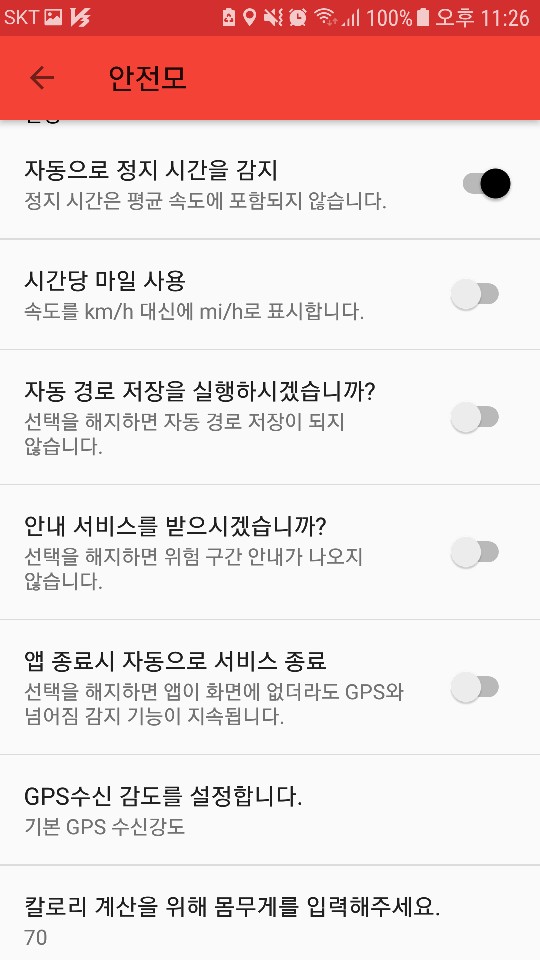 SKT 100% 오후 11:26
안전모
자동으로 정지 시간을 감지
정지 시간은 평균 속도에 포함되지 않습니다.
시간당 마일 사용
속도를 km/h 대신에 mi/h로 표시합니다.
자동 경로 저장을 실행하시겠습니까?
선택을 해지하면 자동 경로 저장이 되지
않습니다.
안내 서비스를 받으시겠습니까?
선택을 해지하면 위험 구간 안내가 나오지
않습니다.
앱 종료시 자동으로 서비스 종료
선택을 해지하면 앱이 화면에 없더라도 GPS와
넘어짐 감지 기능이 지속됩니다.
GPS수신 감도를 설정합니다.
기본 GPS 수신강도
칼로리 계산을 위해 몸무게를 입력해주세요.
70